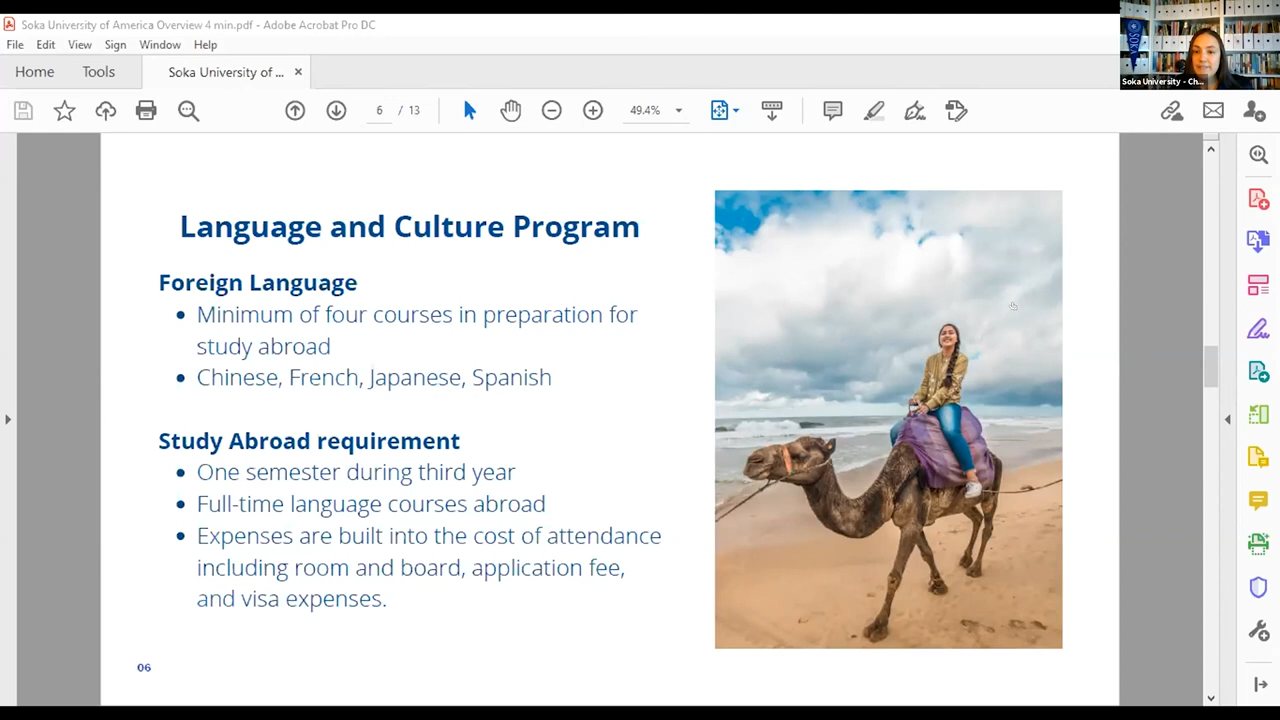 Soka University of America Overview 4 min.pdf - Adobe Acrobat Pro DC
File Edit View Sign Window Help
Home Tools Soka University of ... ×
6 / 13 49.4%
SOKA
Soka University - Ch...
Language and Culture Program
Foreign Language
• Minimum of four courses in preparation for
study abroad
• Chinese, French, Japanese, Spanish
Study Abroad requirement
• One semester during third year
• Full-time language courses abroad
• Expenses are built into the cost of attendance
including room and board, application fee,
and visa expenses.
06